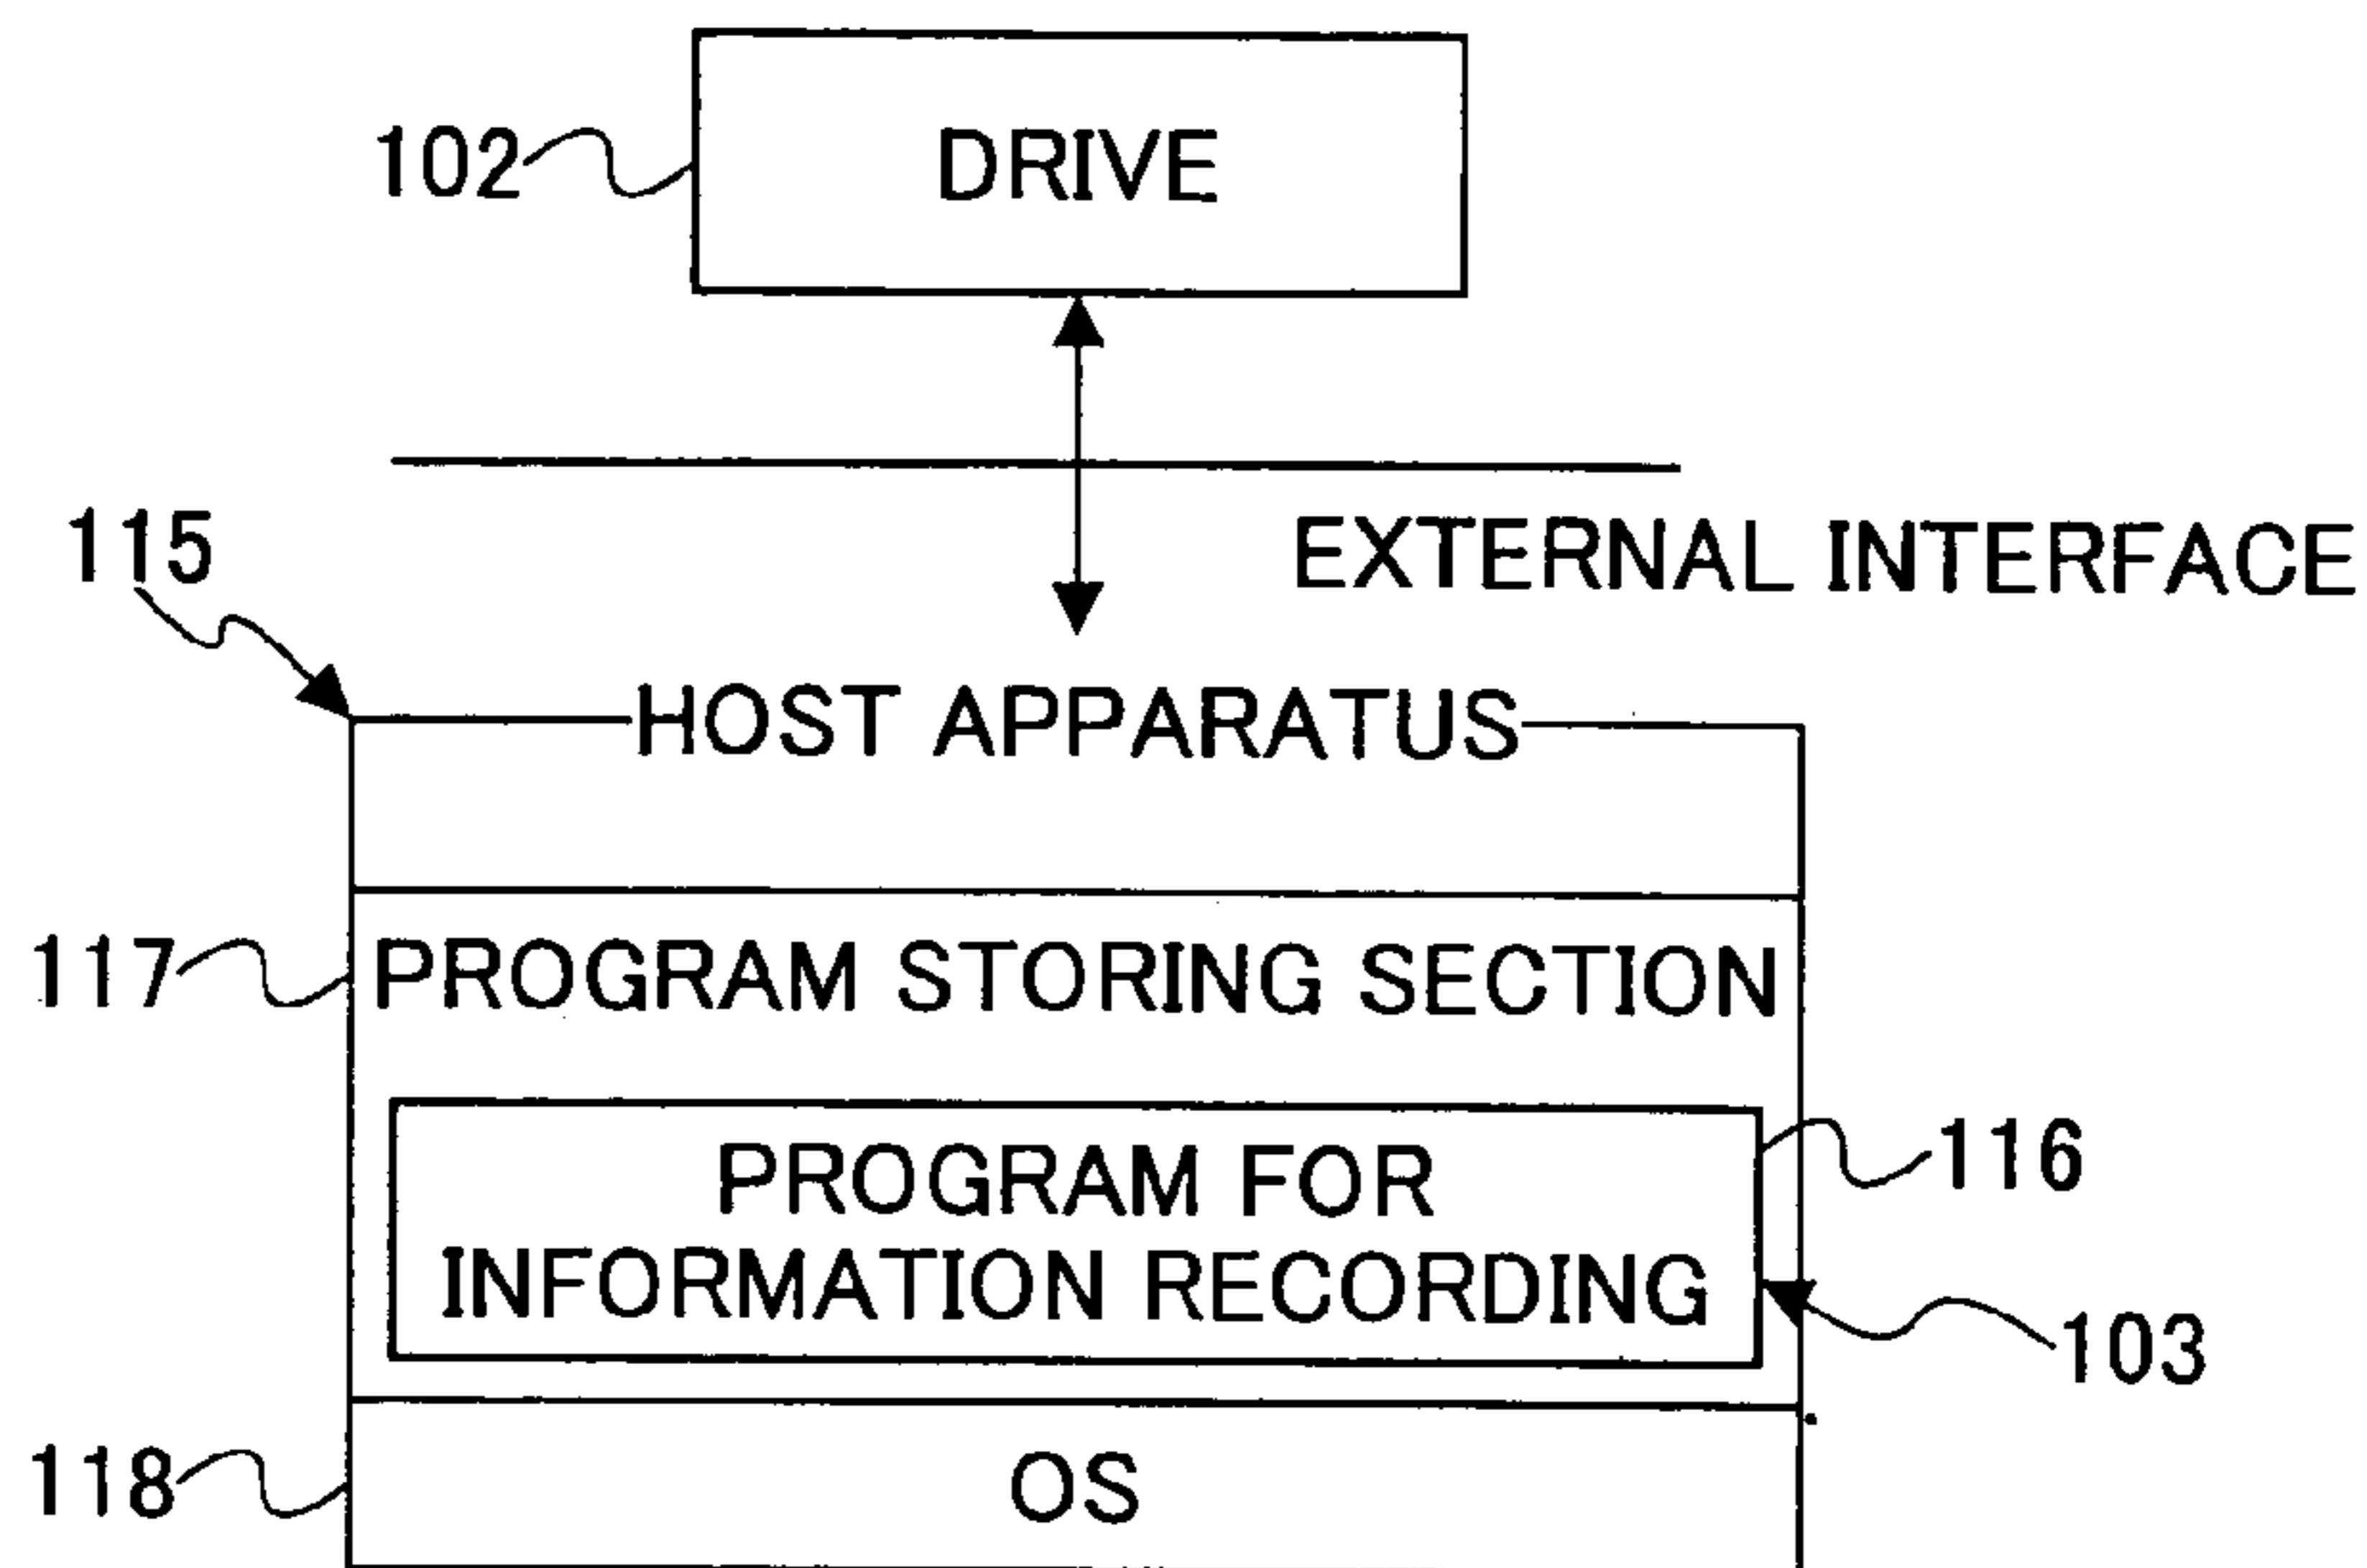 102
DRIVE
115
EXTERNAL INTERFACE
HOST APPARATUS
117
PROGRAM STORING SECTION
PROGRAM FOR
116
INFORMATION RECORDING
103
118
OS